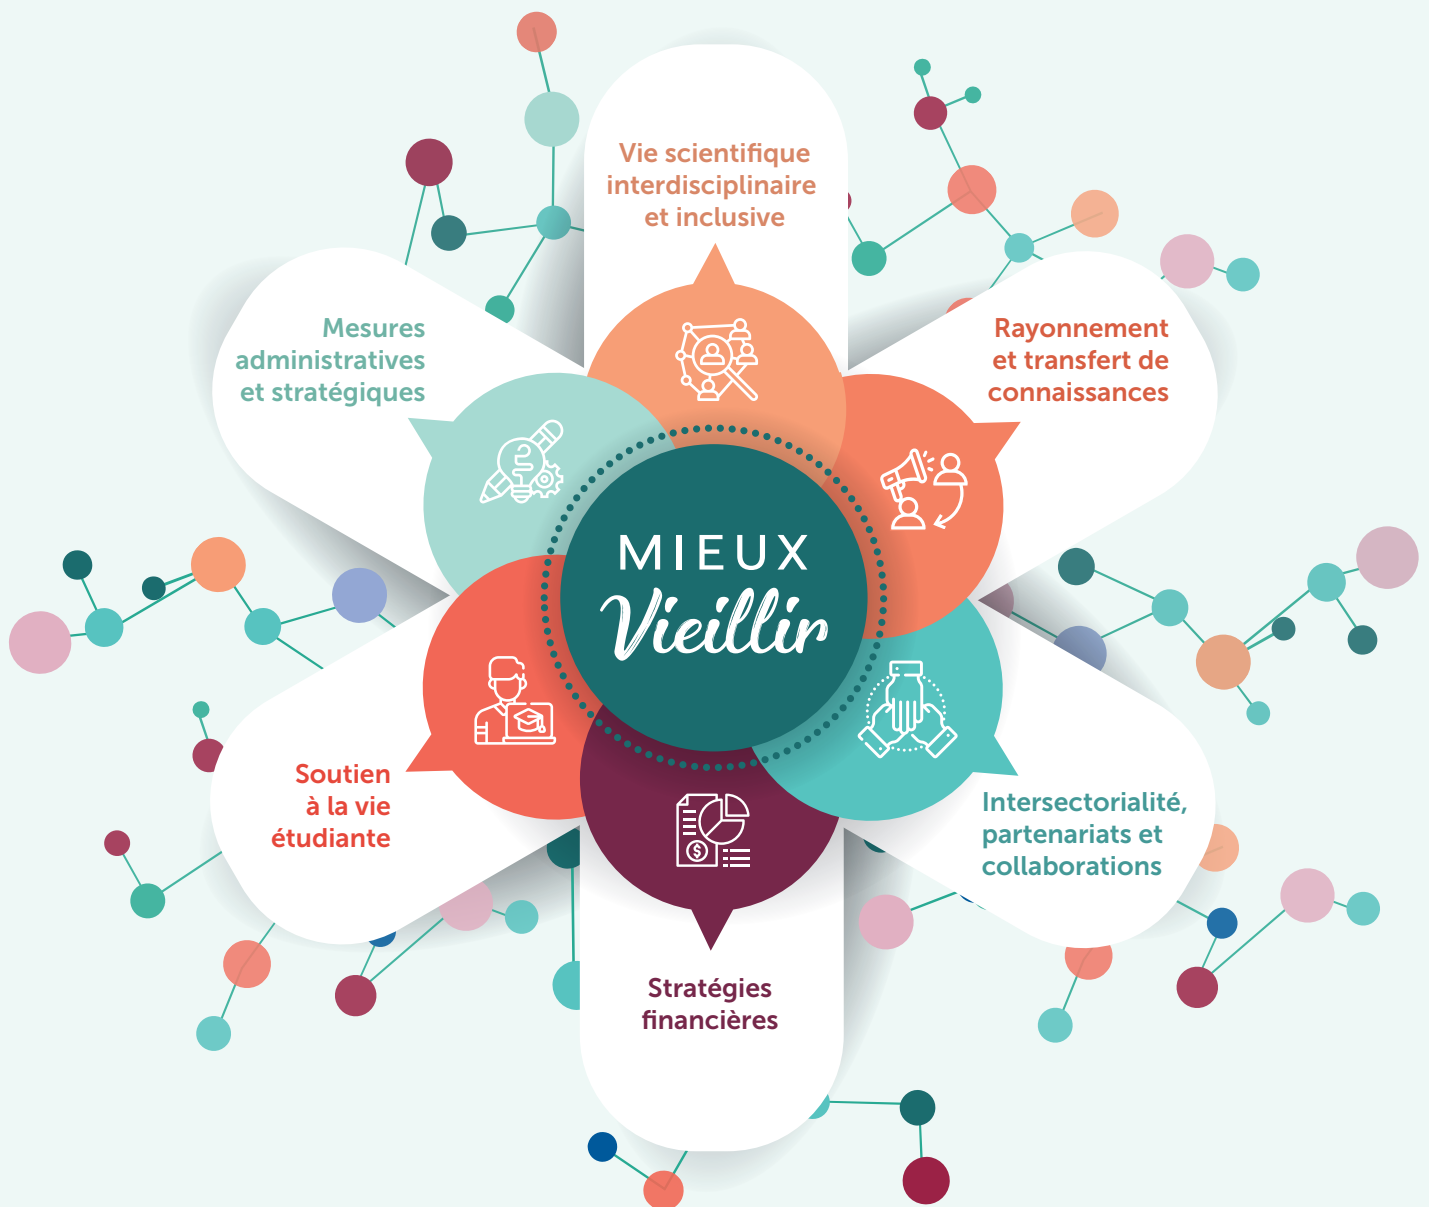 Vie scientifique
interdisciplinaire
et inclusive
Rayonnement
et transfert de
connaissances
Intersectorialité,
partenariats et
collaborations
Stratégies
financières
Soutien
à la vie
étudiante
Mesures
administratives
et stratégiques
MIEUX
Vieillir
$